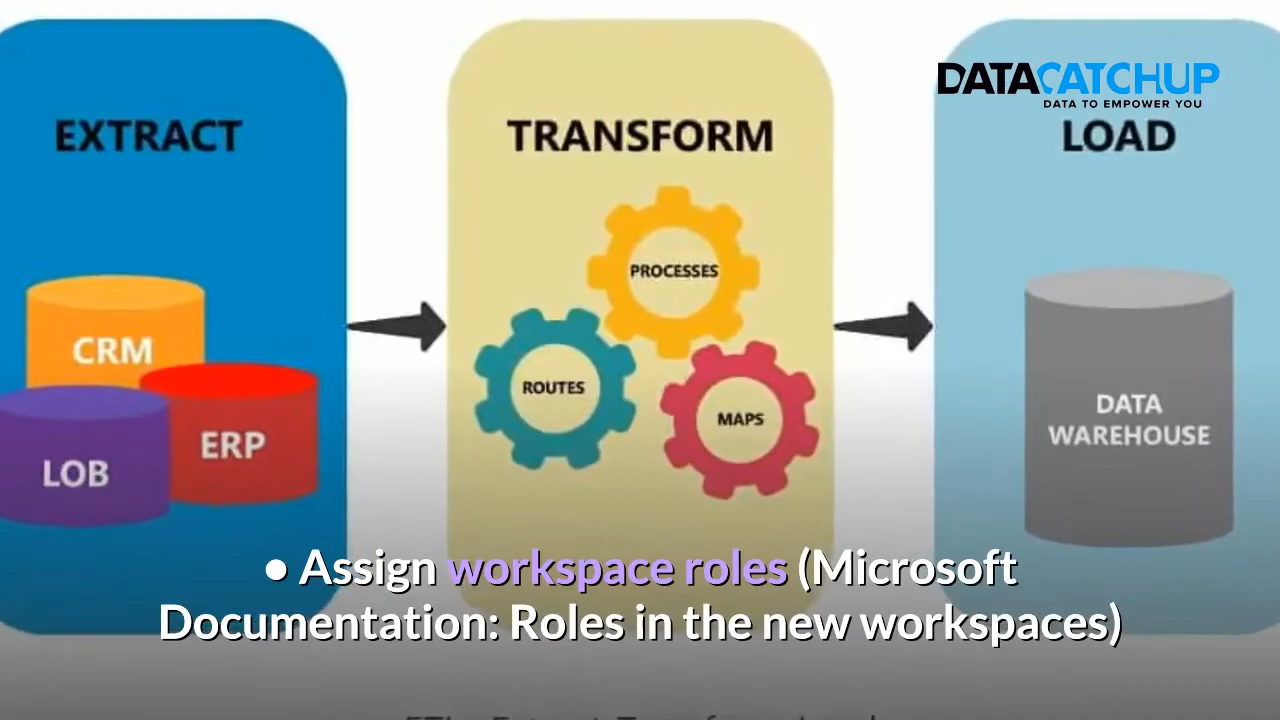 DATACATCHUP
DATA TO EMPOWER YOU
EXTRACT
TRANSFORM
LOAD
PROCESSES
ROUTES
MAPS
CRM
ERP
LOB
DATA
WAREHOUSE
• Assign workspace roles (Microsoft
Documentation: Roles in the new workspaces)